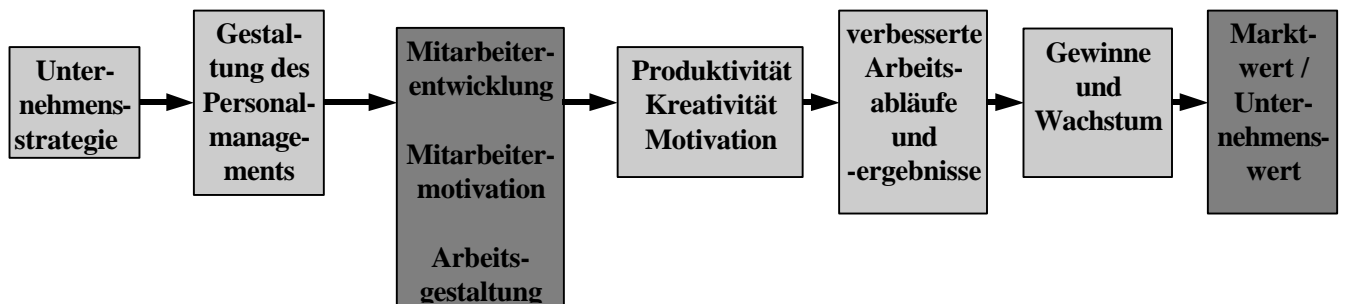 Unter-
nehmens-
strategie
Gestal-
tung des
Personal-
manage-
ments
Mitarbeiter-
entwicklung
Mitarbeiter-
motivation
Arbeits-
gestaltung
Produktivität
Kreativität
Motivation
verbesserte
Arbeits-
abläufe
und
-ergebnisse
Gewinne
und
Wachstum
Markt-
wert /
Unter-
nehmens-
wert